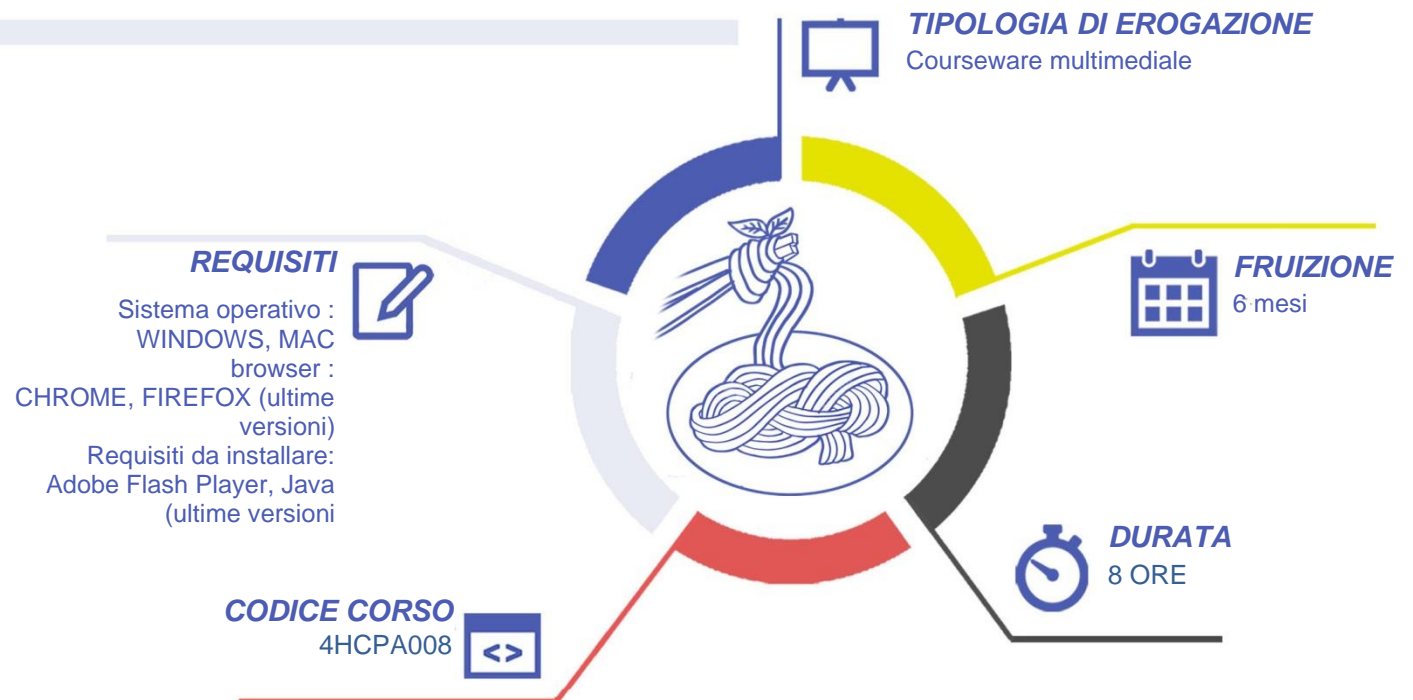 TIPOLOGIA DI EROGAZIONE
Courseware multimediale
REQUISITI
Sistema operativo :
WINDOWS, MAC
browser :
CHROME, FIREFOX (ultime
versioni)
Requisiti da installare:
Adobe Flash Player, Java
(ultime versioni
FRUIZIONE
6 mesi
DURATA
8 ORE
CODICE CORSO
4HCPA008
<>